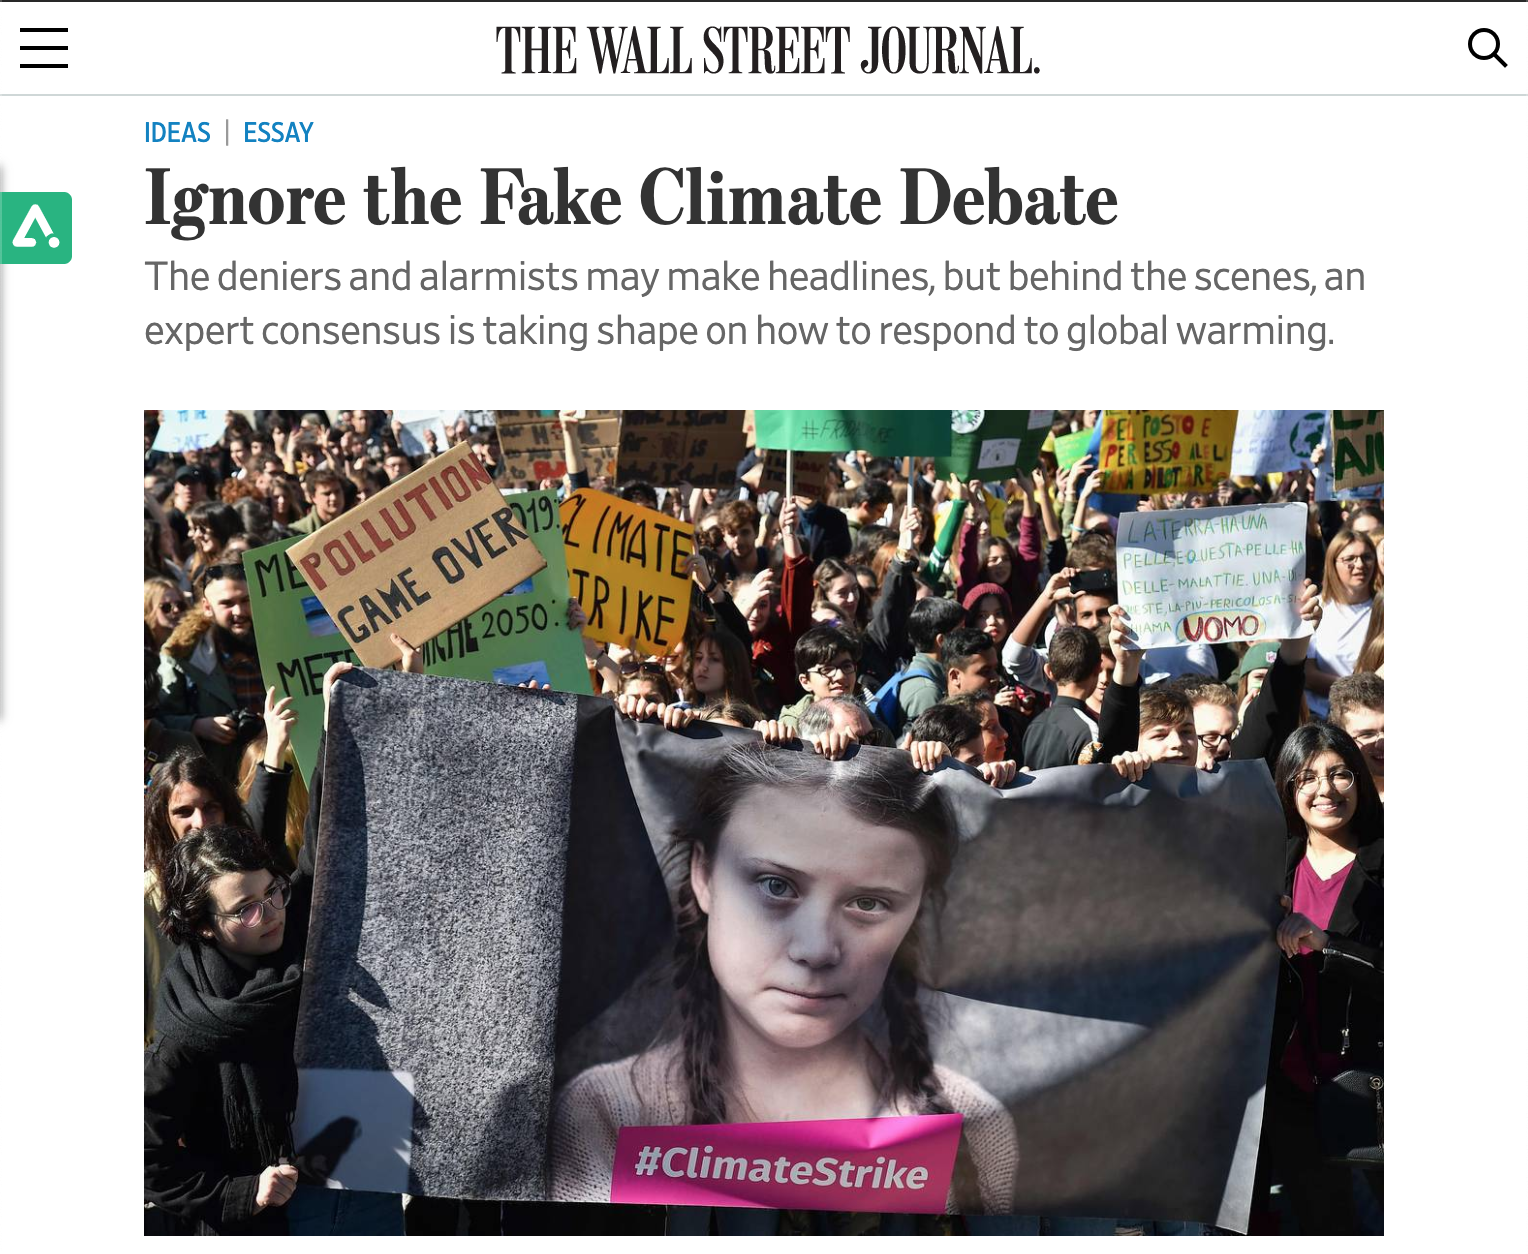 THE WALL STREET JOURNAL.
IDEAS | ESSAY
Ignore the Fake Climate Debate
The deniers and alarmists may make headlines, but behind the scenes, an
expert consensus is taking shape on how to respond to global warming.
POLLUTION
GAME OVER
2050:
CLIMATE
STRIKE
POSTO E
PER ESSO
LA-TERRA-HA-UNA
PELLE,E QUESTA-PELLE-HA
DELLE-MALATTIE. UNA-DI
QUESTE, LA-PIÙ-PERICOLOSA-SI-
CHIAMA UOMO
#ClimateStrike